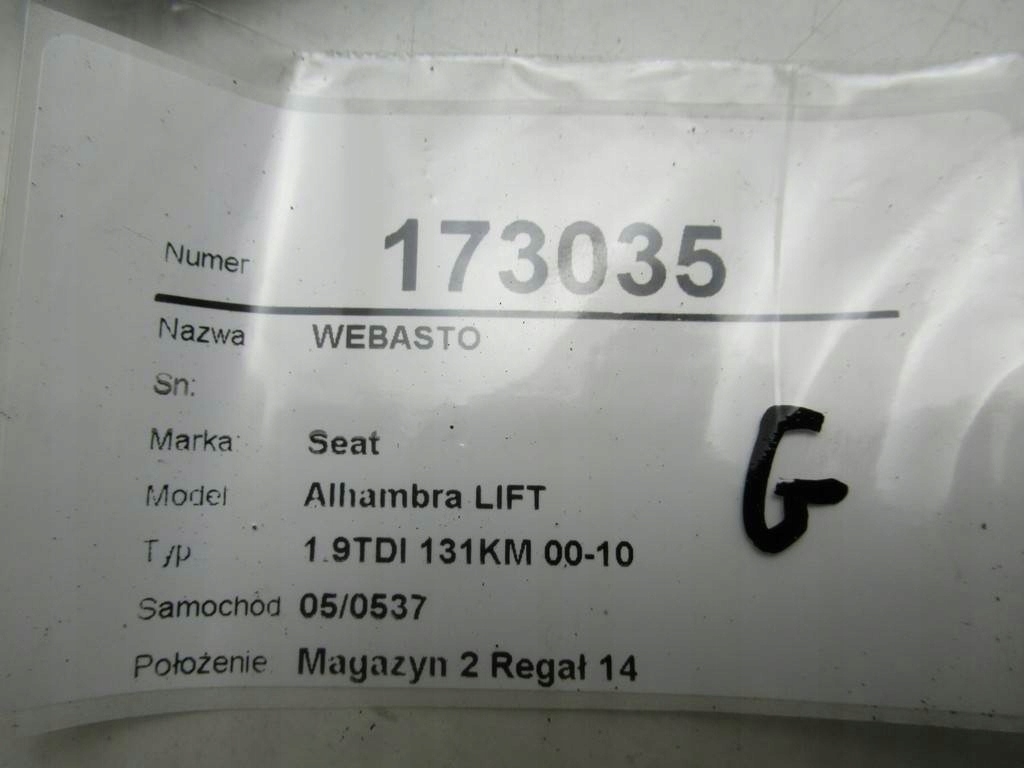 Numer 173035
Nazwa WEBASTO
Sn:
Marka: Seat
Model Alhambra LIFT
Typ 1.9TDI 131KM 00-10
Samochód 05/0537
Położenie Magazyn 2 Regał 14
G